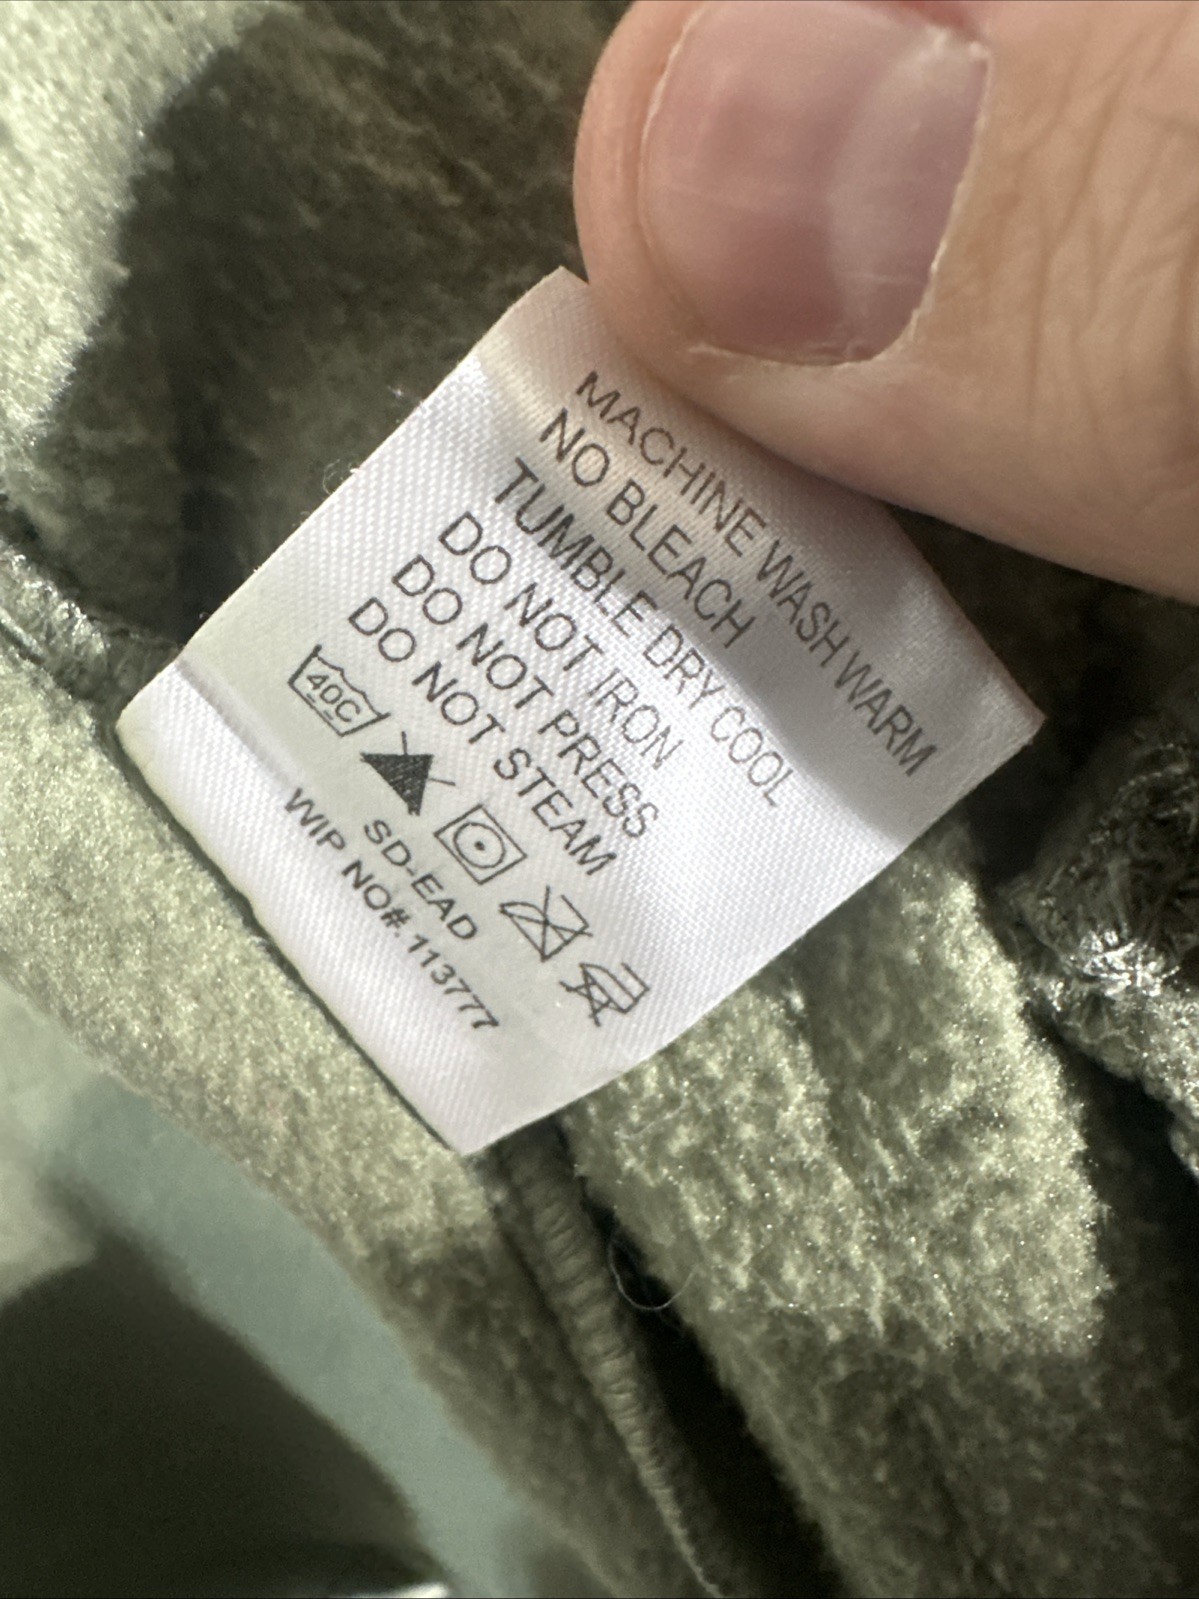 MACHINE WASH WARM
NO BLEACH
TUMBLE DRY COOL
DO NOT IRON
DO NOT PRESS
DO NOT STEAM
40C
SD-EAD
WIP NO#.113777